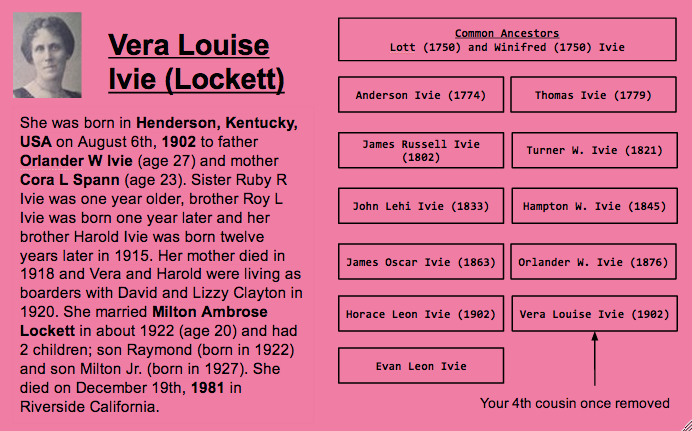 Vera Louise
Ivie (Lockett)
She was born in Henderson, Kentucky,
USA on August 6th, 1902 to father
Orlander W Ivie (age 27) and mother
Cora L Spann (age 23). Sister Ruby R
Ivie was one year older, brother Roy L
Ivie was born one year later and her
brother Harold Ivie was born twelve
years later in 1915. Her mother died in
1918 and Vera and Harold were living as
boarders with David and Lizzy Clayton in
1920. She married Milton Ambrose
Lockett in about 1922 (age 20) and had
2 children; son Raymond (born in 1922)
and son Milton Jr. (born in 1927). She
died on December 19th, 1981 in
Riverside California.
Common Ancestors
Lott (1750) and Winifred (1750) Ivie
Anderson Ivie (1774)
Thomas Ivie (1779)
James Russell Ivie
(1802)
Turner W. Ivie (1821)
John Lehi Ivie (1833)
Hampton W. Ivie (1845)
James Oscar Ivie (1863)
Orlander W. Ivie (1876)
Horace Leon Ivie (1902)
Vera Louise Ivie (1902)
Evan Leon Ivie
Your 4th cousin once removed